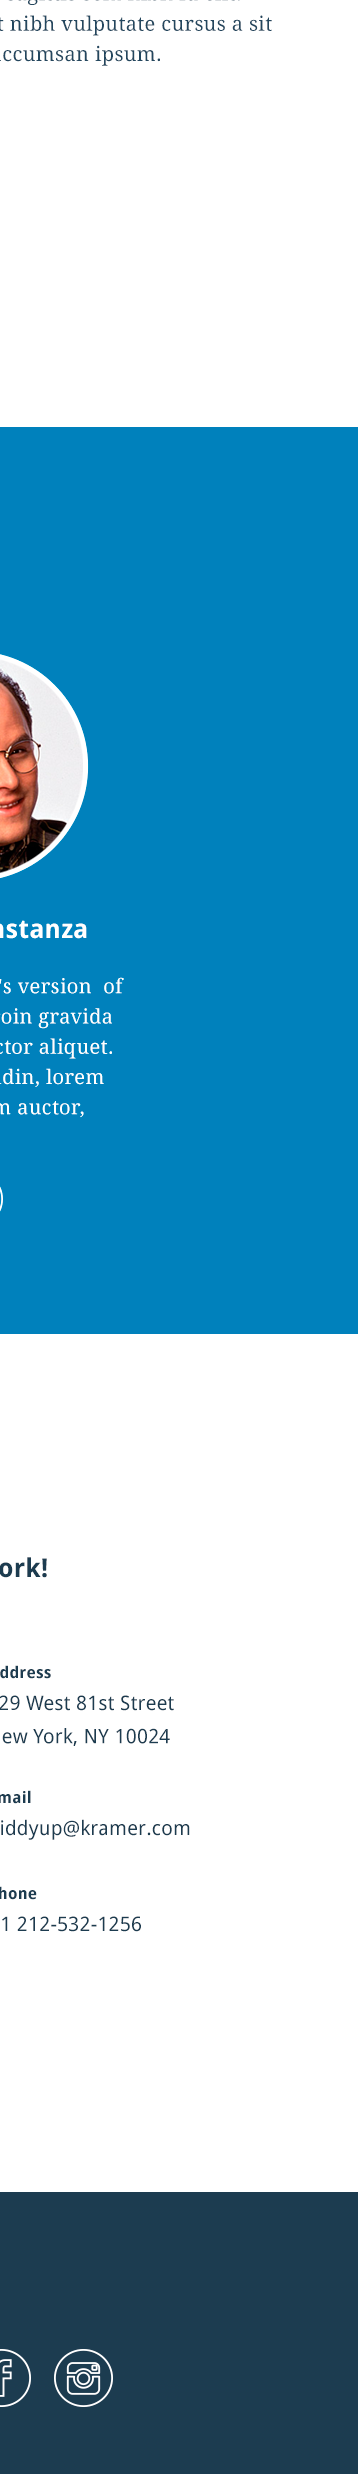 t nibh vulputate cursus a sit
ccumsan ipsum.
nstanza
's version of
oin gravida
ctor aliquet.
din, lorem
m auctor,
ork!
ddress
29 West 81st Street
ew York, NY 10024
mail
iddyup@kramer.com
hone
1 212-532-1256